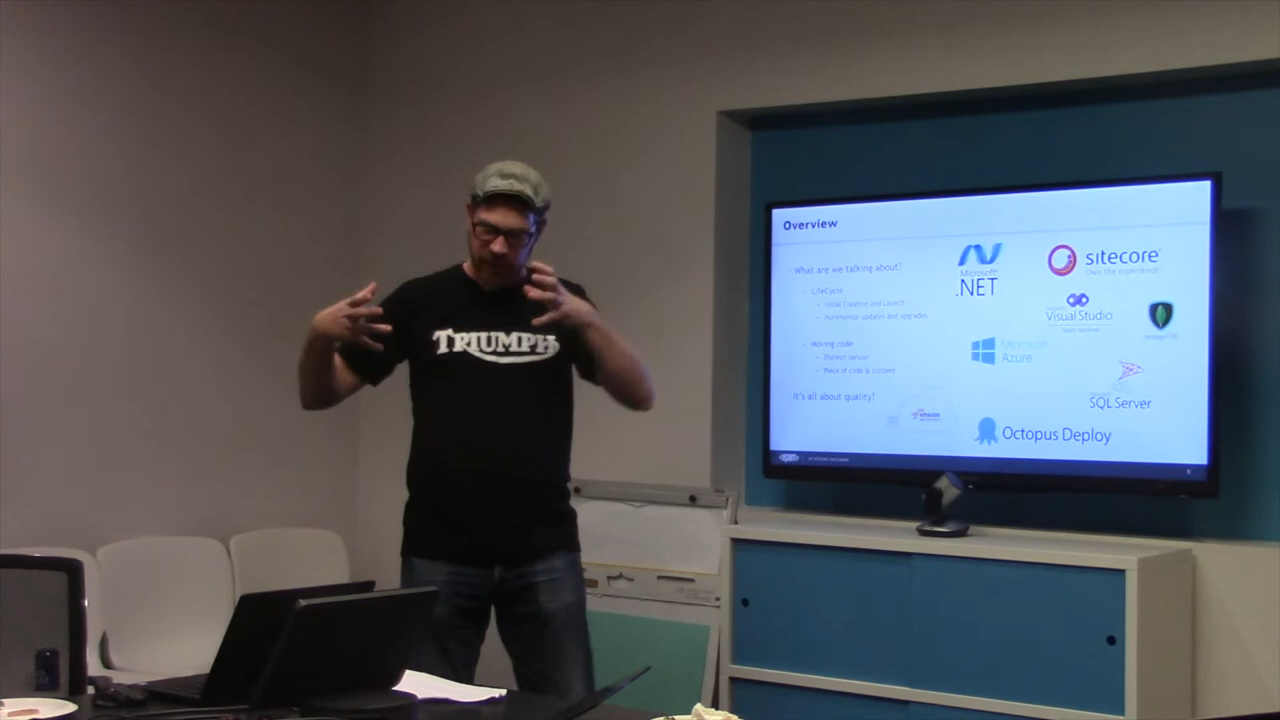 TRIUMPH
Overview
What are we talking about?
LifeCycle
Initial Creation and Launch
Incremental updates and upgrades
Moving code
Distinct version
Piece of code & content
It's all about quality!
Microsoft
.NET
sitecore
Own the experience
Visual Studio
Team Services
mongoDB
Microsoft
Azure
SQL Server
amazon
Octopus Deploy